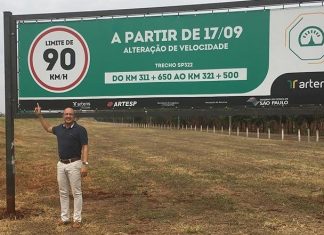 LIMITE DE
90
KM/H
A PARTIR DE 17/09
ALTERAÇÃO DE VELOCIDADE
TRECHO SP322
DO KM 311 + 650 AO KM 321 + 500
arteris
ARTESP
SÃO PAULO
arteris